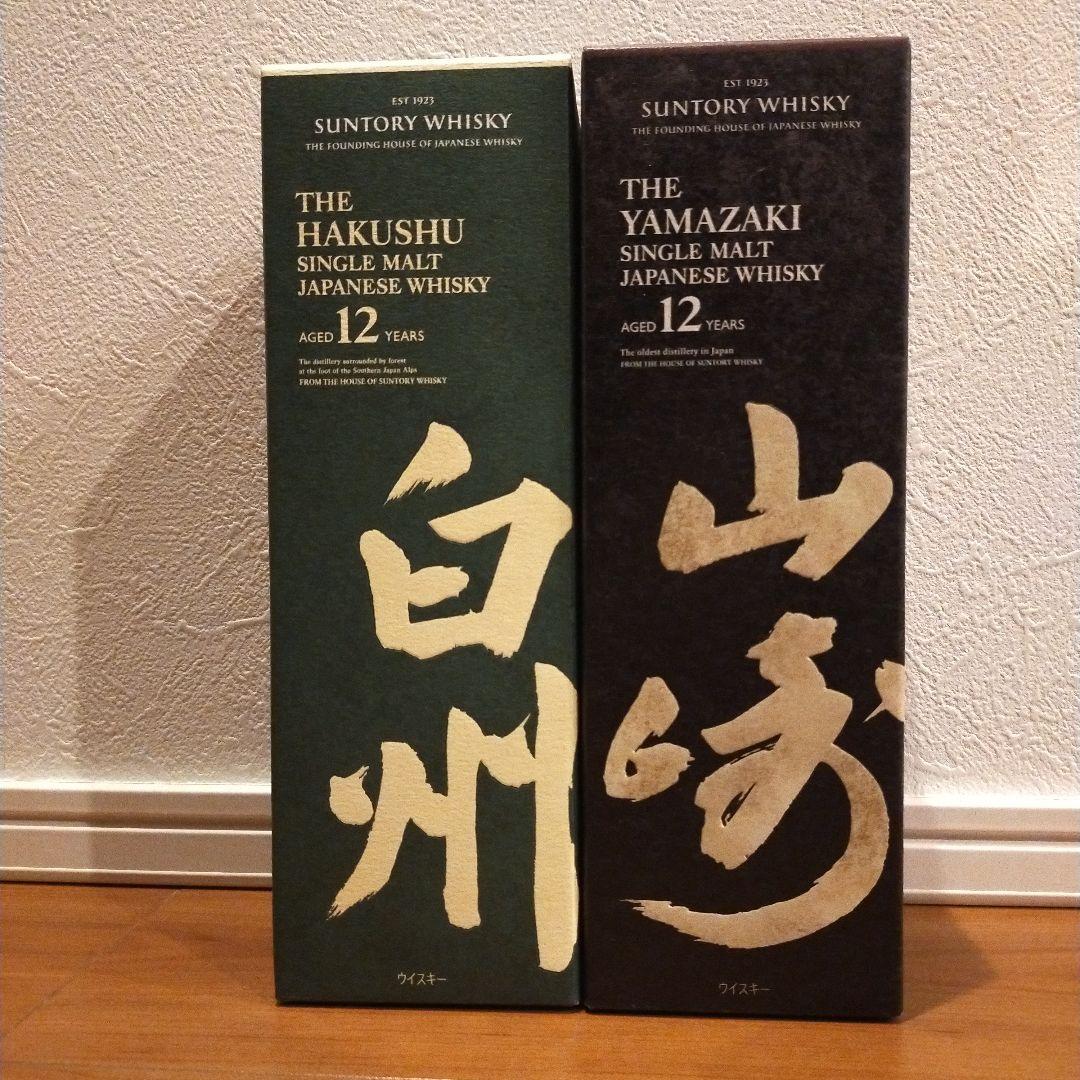 EST 1923
SUNTORY WHISKY
THE FOUNDING HOUSE OF JAPANESE WHISKY
THE
HAKUSHU
SINGLE MALT
JAPANESE WHISKY
AGED 12 YEARS
The distillery surrounded by forest
at the foot of the Southern Japan Alps
FROM THE HOUSE OF SUNTORY WHISKY
白
州
ウイスキー
EST 1923
SUNTORY WHISKY
THE FOUNDING HOUSE OF JAPANESE WHISKY
THE
YAMAZAKI
SINGLE MALT
JAPANESE WHISKY
AGED 12 YEARS
The oldest distillery in Japan
FROM THE HOUSE OF SUNTORY WHISKY
山
崎
ウイスキー